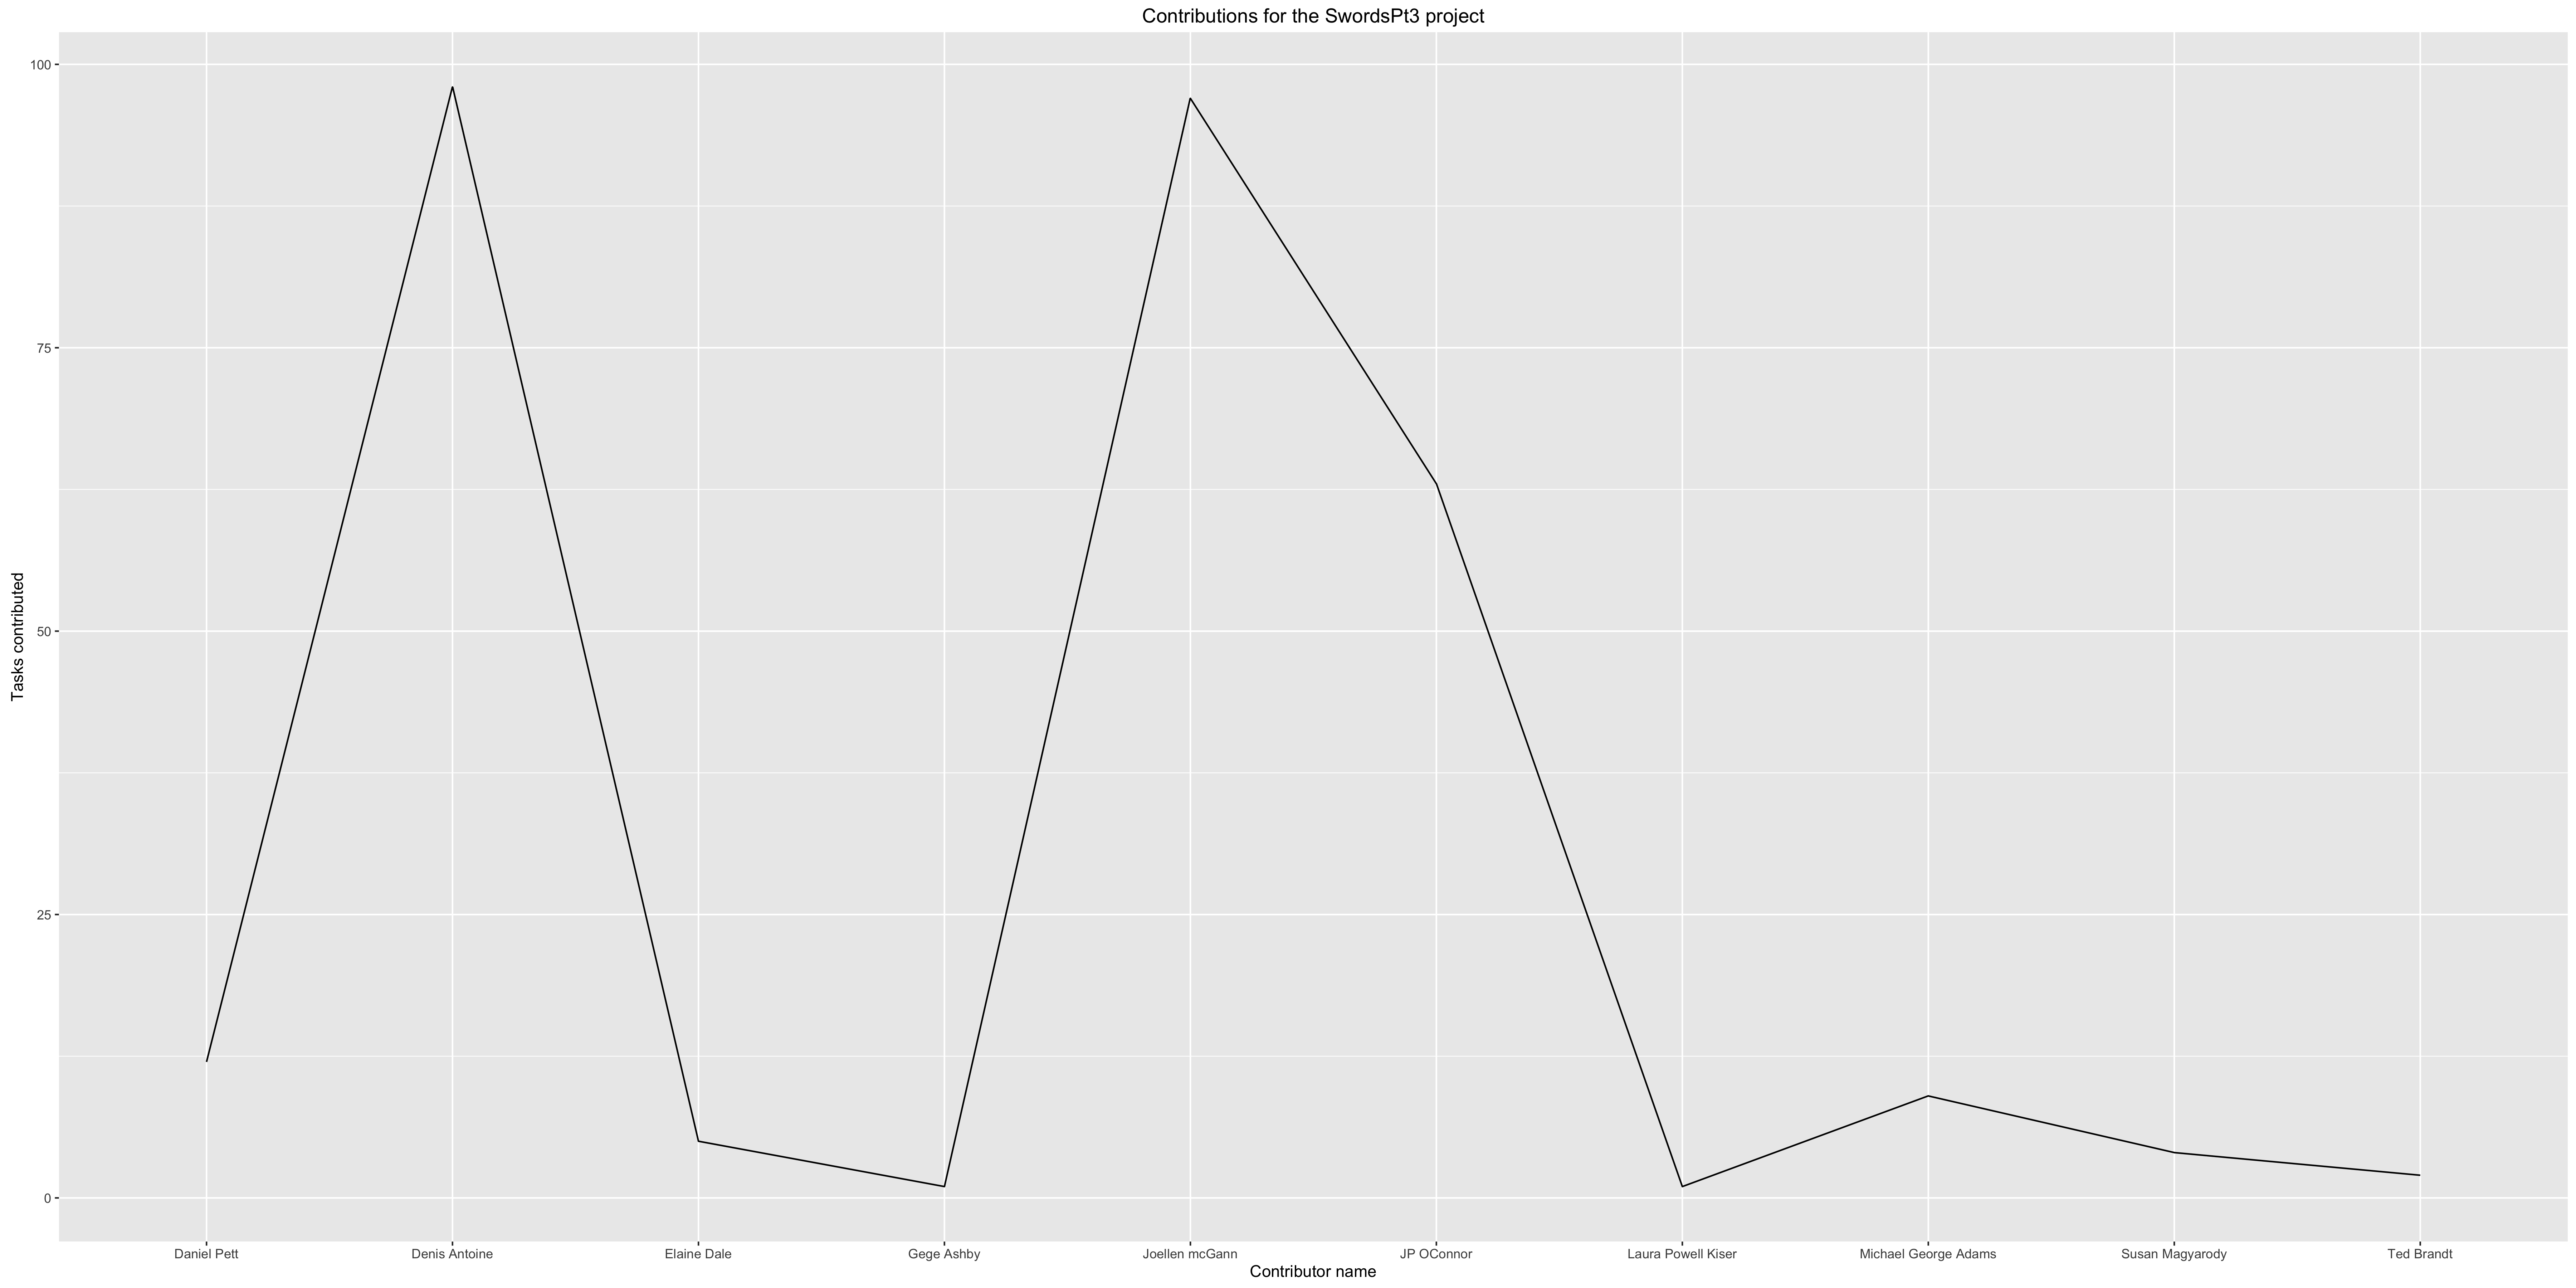 Contributions for the SwordsPt3 project
100
75
50
25
0
Tasks contributed
Daniel Pett
Denis Antoine
Elaine Dale
Gege Ashby
Joellen mcGann
JP OConnor
Laura Powell Kiser
Michael George Adams
Susan Magyarody
Ted Brandt
Contributor name